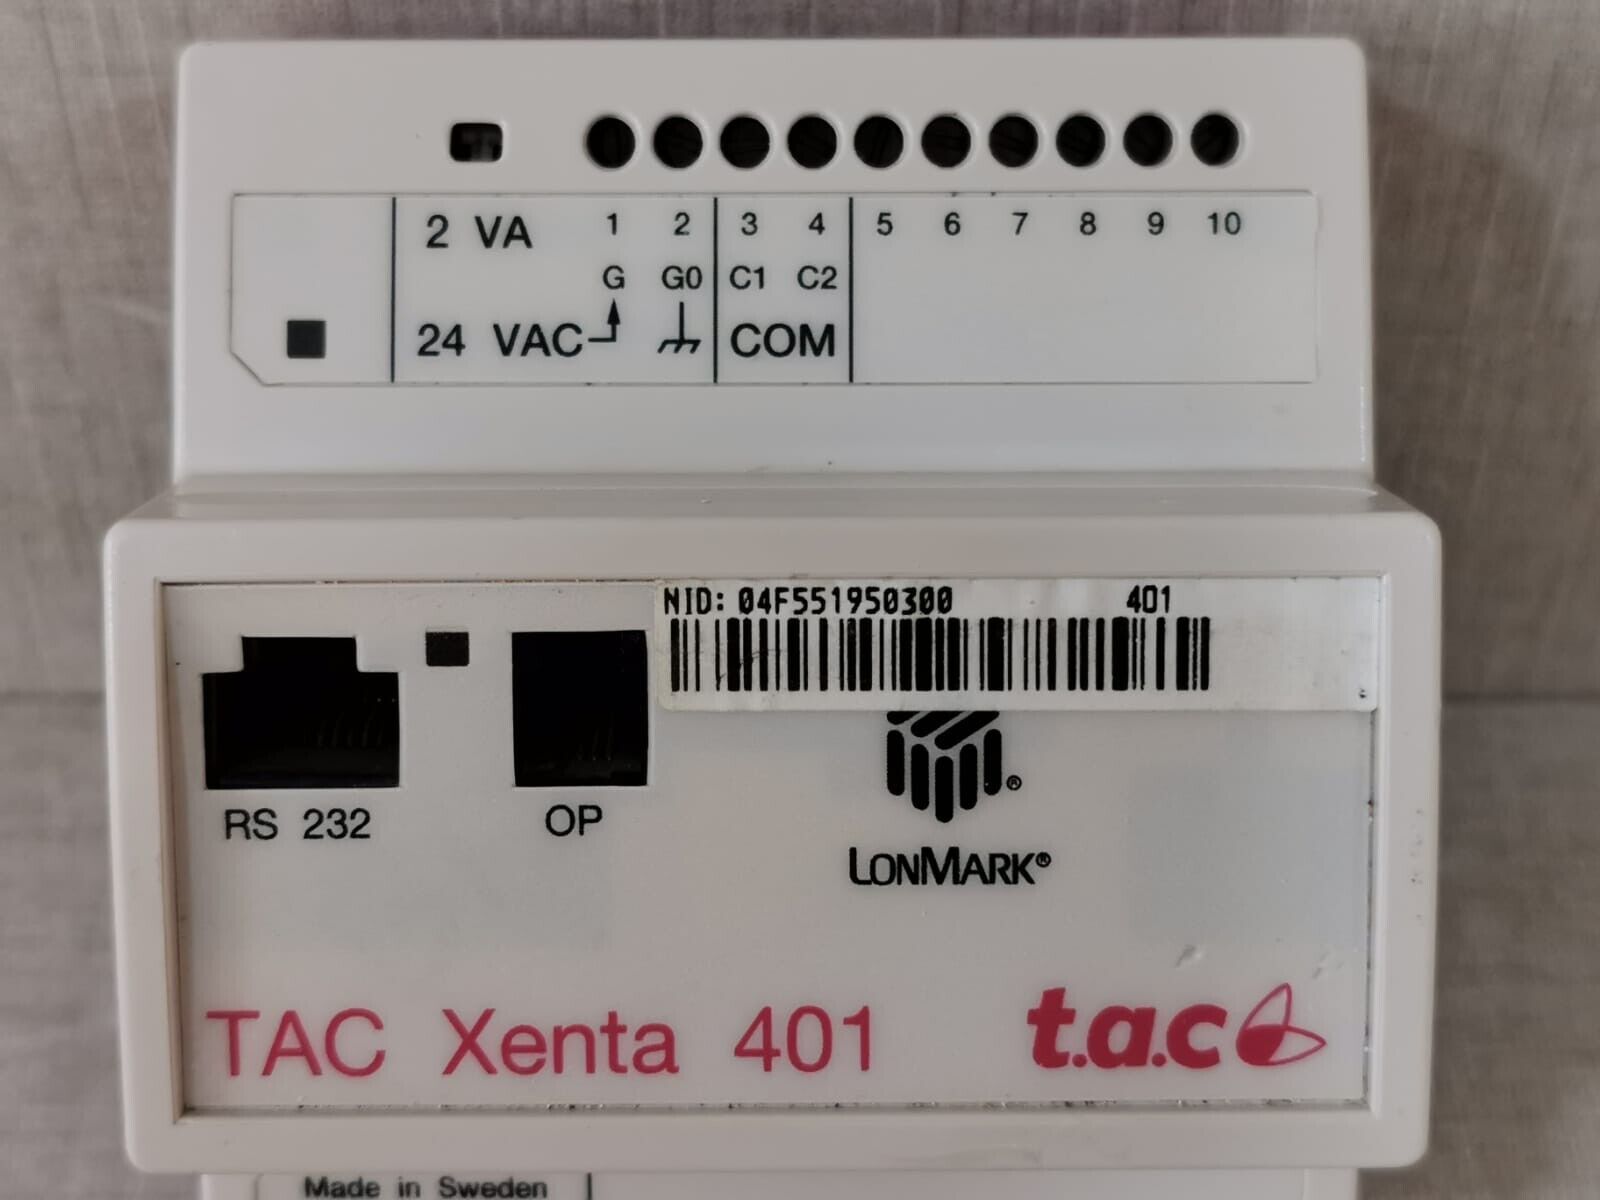 2 VA 1 2 3 4 5 6 7 8 9 10
G G0 C1 C2
24 VAC COM
NID: 04F551950300 401
RS 232 OP
®
LONMARK®
TAC Xenta 401 t.a.c
Made in Sweden